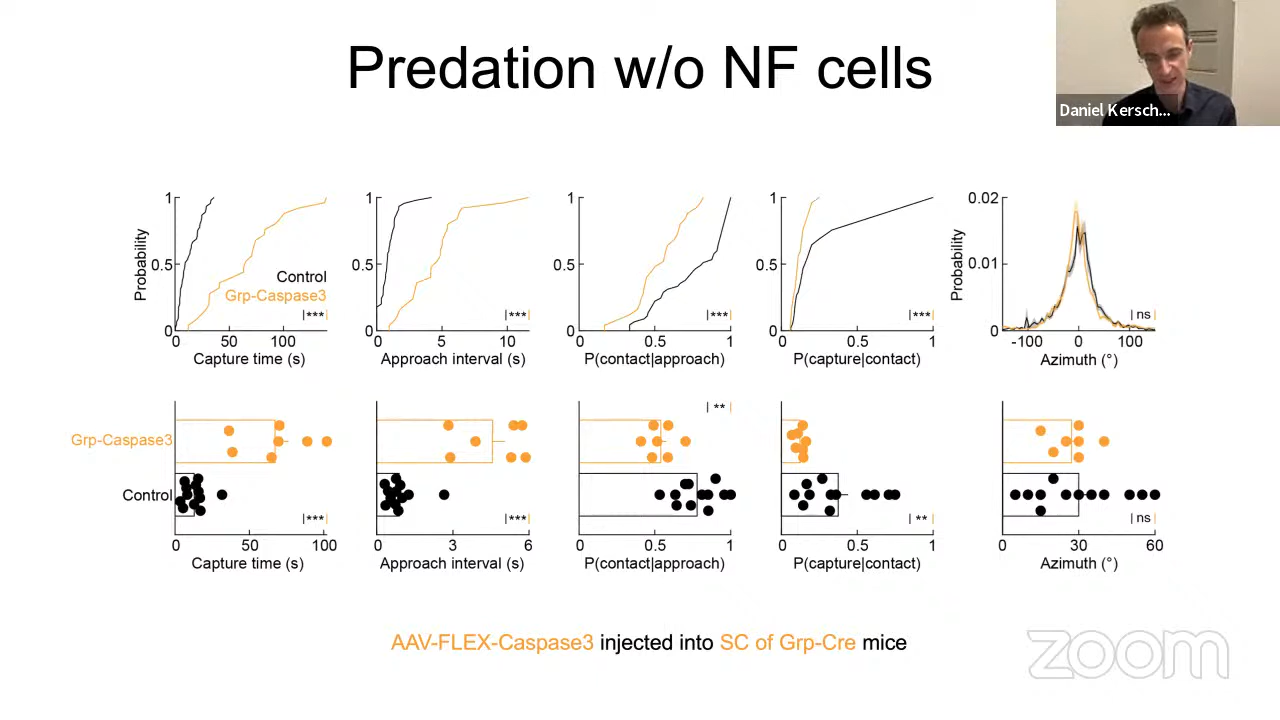 Predation w/o NF cells
Daniel Kersch...
Probability
1
0.5
0
0
50
100
Capture time (s)
Control
Grp-Caspase3
|***|
1
0.5
0
0
5
10
Approach interval (s)
|***|
1
0.5
0
0
0.5
1
P(contact|approach)
|***|
1
0.5
0
0
0.5
1
P(capture|contact)
|***|
Probability
0.02
0.01
0
-100
0
100
Azimuth (°)
|ns|
Grp-Caspase3
Control
|***|
0
50
100
Capture time (s)
|***|
0
3
6
Approach interval (s)
|**|
0
0.5
1
P(contact|approach)
|**|
0
0.5
1
P(capture|contact)
|ns|
0
30
60
Azimuth (°)
AAV-FLEX-Caspase3 injected into SC of Grp-Cre mice
zoom